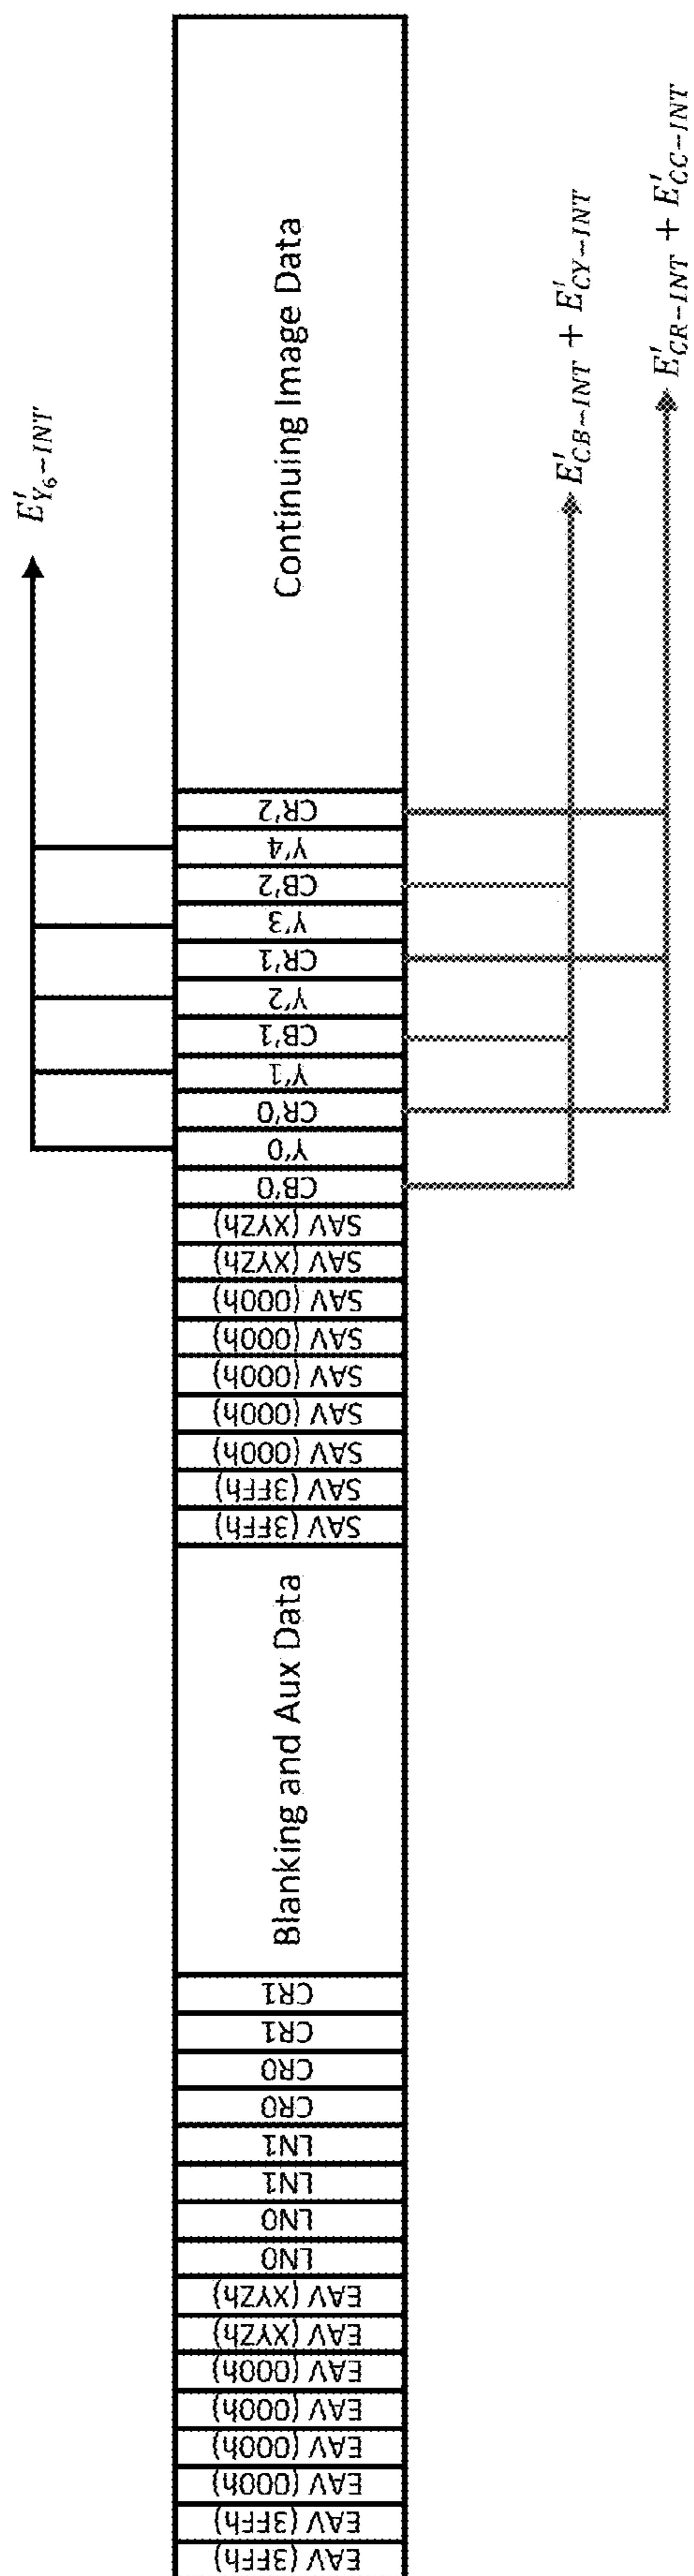 E'_{Y_6-INT}
EAV (3FFh)
EAV (3FFh)
EAV (000h)
EAV (000h)
EAV (000h)
EAV (000h)
EAV (XYZh)
EAV (XYZh)
LN0
LN0
LN1
LN1
CR0
CR0
CR1
CR1
Blanking and Aux Data
SAV (3FFh)
SAV (3FFh)
SAV (000h)
SAV (000h)
SAV (000h)
SAV (000h)
SAV (000h)
SAV (XYZh)
SAV (XYZh)
CB'0
Y'0
CR'0
Y'1
CB'1
Y'2
CR'1
Y'3
CB'2
Y'4
CR'2
Continuing Image Data
E'_{CB-INT} + E'_{CY-INT}
E'_{CR-INT} + E'_{CC-INT}